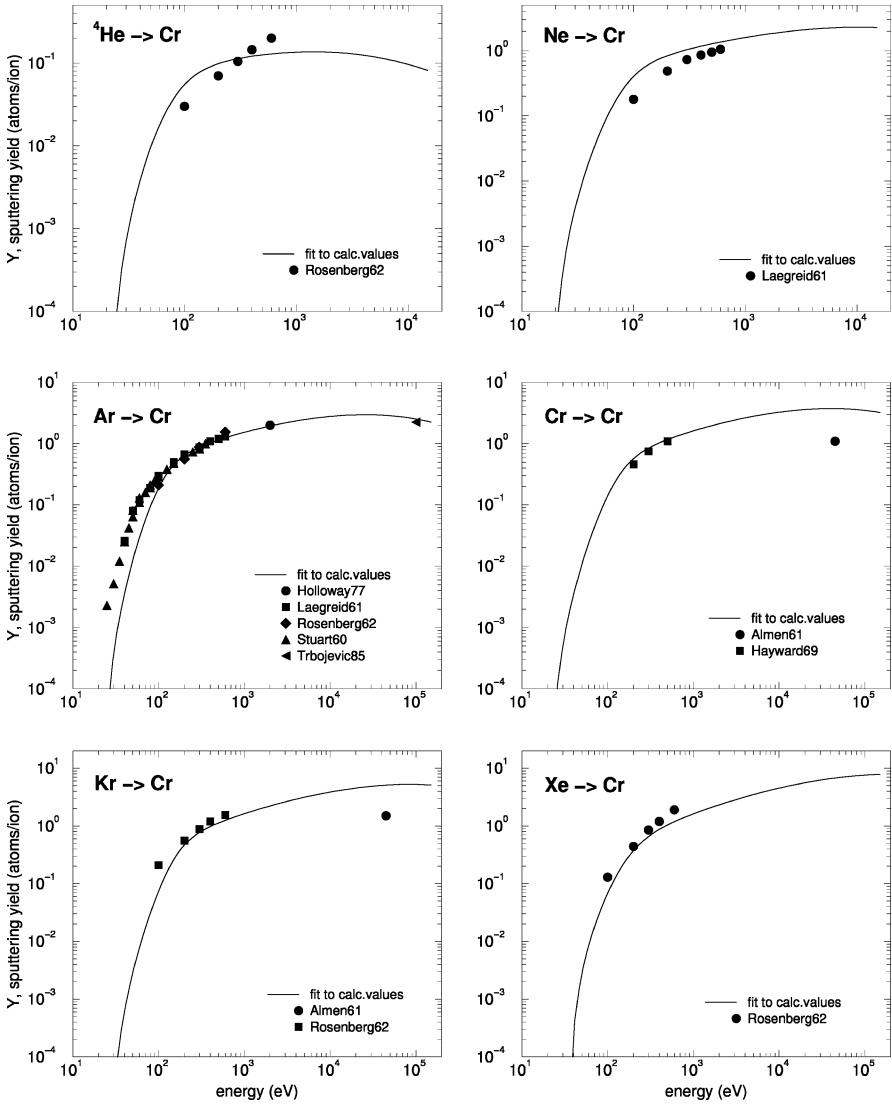 ⁴He –> Cr
Y, sputtering yield (atoms/ion)
10⁻¹
10⁻²
10⁻³
10⁻⁴
fit to calc.values
Rosenberg62
10¹ 10² 10³ 10⁴
Ne –> Cr
10⁰
10⁻¹
10⁻²
10⁻³
10⁻⁴
fit to calc.values
Laegreid61
10¹ 10² 10³ 10⁴
Ar –> Cr
Y, sputtering yield (atoms/ion)
10¹
10⁰
10⁻¹
10⁻²
10⁻³
10⁻⁴
fit to calc.values
Holloway77
Laegreid61
Rosenberg62
Stuart60
Trbojevic85
10¹ 10² 10³ 10⁴ 10⁵
Cr –> Cr
10¹
10⁰
10⁻¹
10⁻²
10⁻³
10⁻⁴
fit to calc.values
Almen61
Hayward69
10¹ 10² 10³ 10⁴ 10⁵
Kr –> Cr
Y, sputtering yield (atoms/ion)
10¹
10⁰
10⁻¹
10⁻²
10⁻³
10⁻⁴
fit to calc.values
Almen61
Rosenberg62
10¹ 10² 10³ 10⁴ 10⁵
energy (eV)
Xe –> Cr
10¹
10⁰
10⁻¹
10⁻²
10⁻³
10⁻⁴
fit to calc.values
Rosenberg62
10¹ 10² 10³ 10⁴ 10⁵
energy (eV)